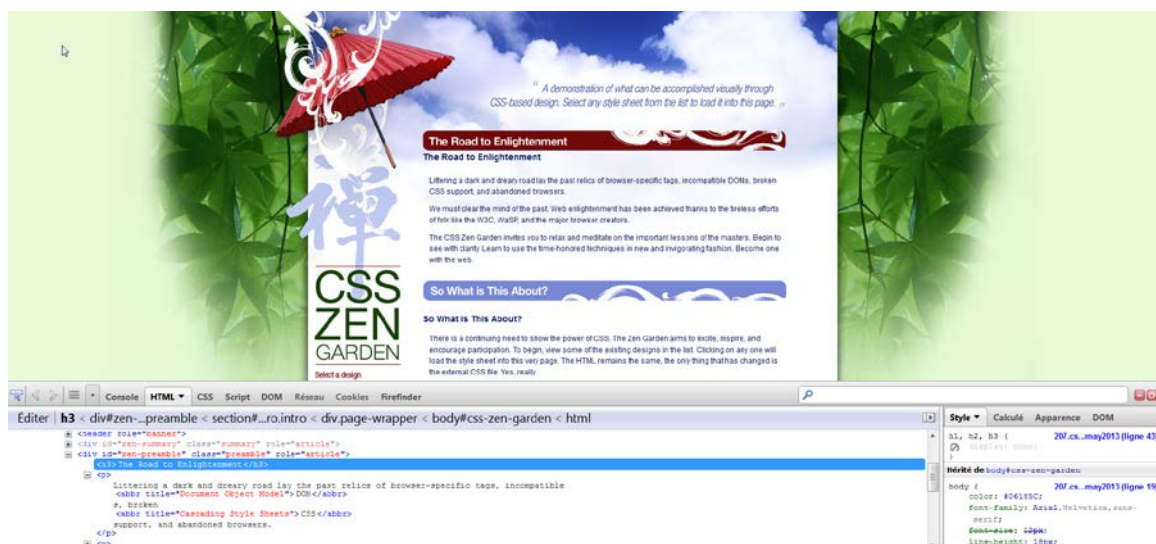 “ A demonstration of what can be accomplished visually through
CSS-based design. Select any style sheet from the list to load it into this page. „
The Road to Enlightenment
The Road to Enlightenment
Littering a dark and dreary road lay the past relics of browser-specific tags, incompatible DOMs, broken
CSS support, and abandoned browsers.
We must clear the mind of the past. Web enlightenment has been achieved thanks to the tireless efforts
of folk like the W3C, WaSP, and the major browser creators.
The CSS Zen Garden invites you to relax and meditate on the important lessons of the masters. Begin to
see with clarity. Learn to use the time-honored techniques in new and invigorating fashion. Become one
with the web.
禅
CSS
ZEN
GARDEN
Select a design
So What is This About?
So What Is This About?
There is a continuing need to show the power of CSS. The Zen Garden aims to excite, inspire, and
encourage participation. To begin, view some of the existing designs in the list. Clicking on any one will
load the style sheet into this very page. The HTML remains the same, the only thing that has changed is
the external CSS file. Yes, really.
Console HTML CSS Script DOM Réseau Cookies Firefinder
Éditer h3 < div#zen-...preamble < section#...ro.intro < div.page-wrapper < body#css-zen-garden < html
<header role="banner">
<div id="zen-summary" class="summary" role="article">
<div id="zen-preamble" class="preamble" role="article">
<h3>The Road to Enlightenment</h3>
<p>
Littering a dark and dreary road lay the past relics of browser-specific tags, incompatible
<abbr title="Document Object Model">DOM</abbr>
s, broken
<abbr title="Cascading Style Sheets">CSS</abbr>
support, and abandoned browsers.
</p>
<p>
Style Calculé Apparence DOM
h1, h2, h3 { 207.cs...may2013 (ligne 43)
display: none;
}
Hérité de body#css-zen-garden
body { 207.cs...may2013 (ligne 19)
color: #06185C;
font-family: Arial,Helvetica,sans-
serif;
font-size: 12px;
line-height: 18px;